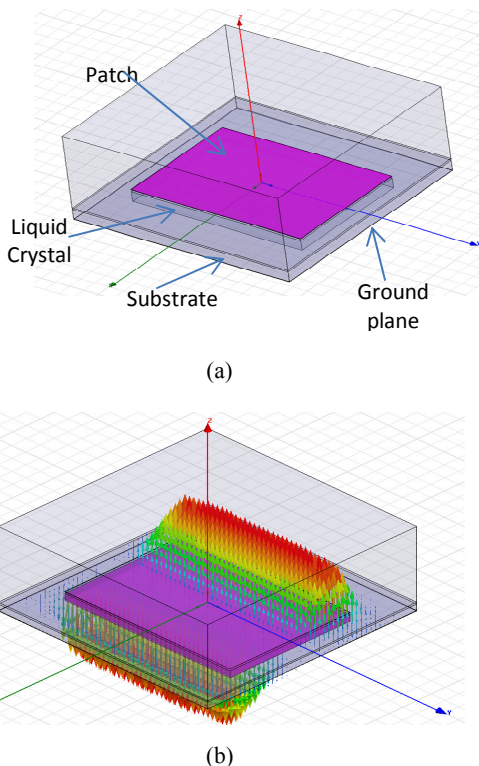 Z
Patch
Liquid
Crystal
Substrate
Ground
plane
(a)
Z
Y
(b)